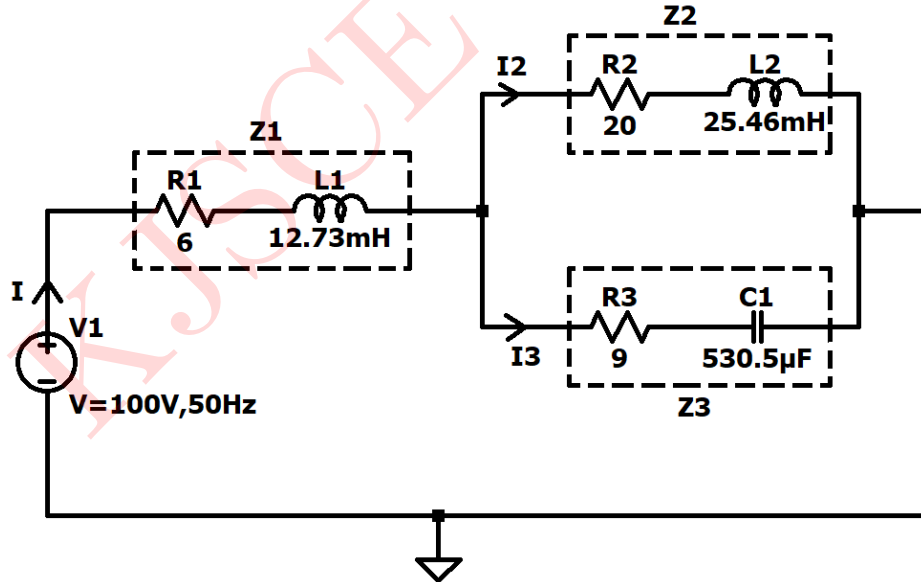 Z2
I2
R2
L2
20
25.46mH
Z1
R1
L1
6
12.73mH
I
V1
V=100V,50Hz
R3
C1
I3
9
530.5µF
Z3
KJSCE